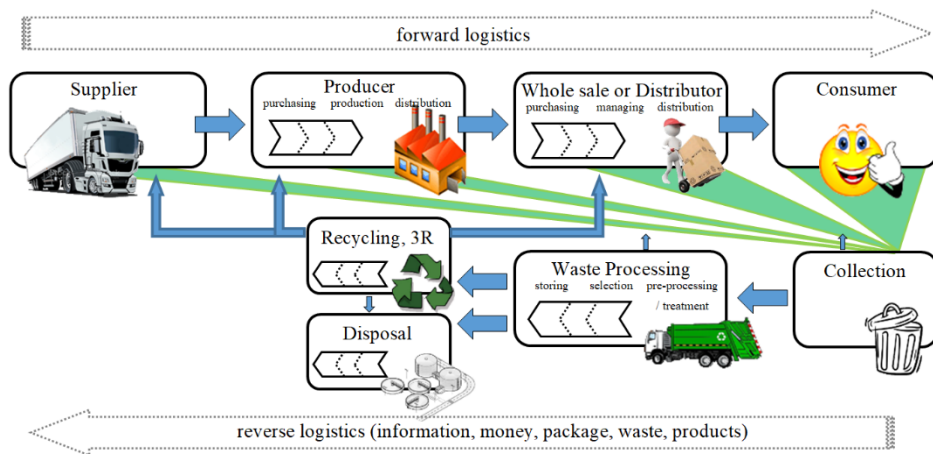 forward logistics
Supplier
Producer
purchasing production distribution
Whole sale or Distributor
purchasing managing distribution
Consumer
Recycling, 3R
Waste Processing
storing selection pre-processing
/ treatment
Collection
Disposal
reverse logistics (information, money, package, waste, products)